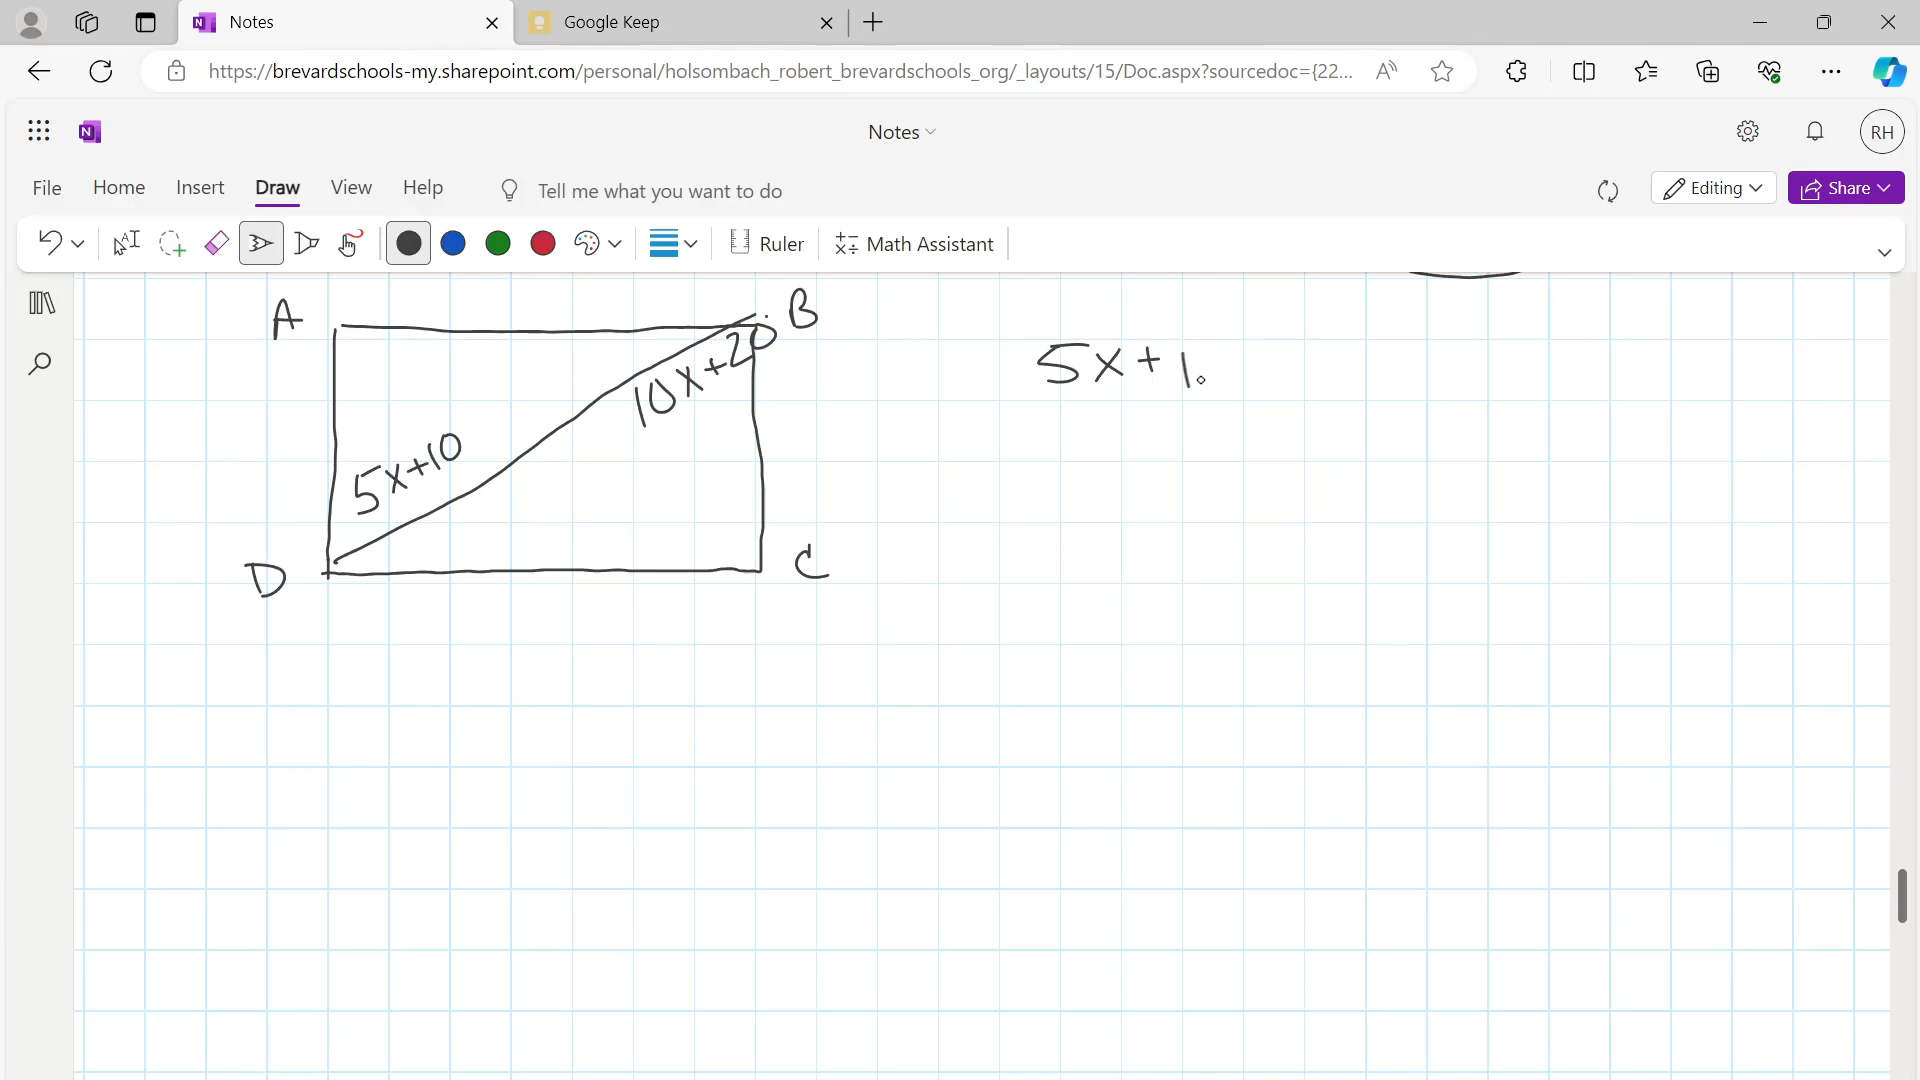 Notes
Google Keep
https://brevardschools-my.sharepoint.com/personal/holsombach_robert_brevardschools_org/_layouts/15/Doc.aspx?sourcedoc={22...
Notes
RH
File Home Insert Draw View Help Tell me what you want to do
Editing
Share
Ruler
Math Assistant
A
B
10x+20
5x+1
5x+10
D
C